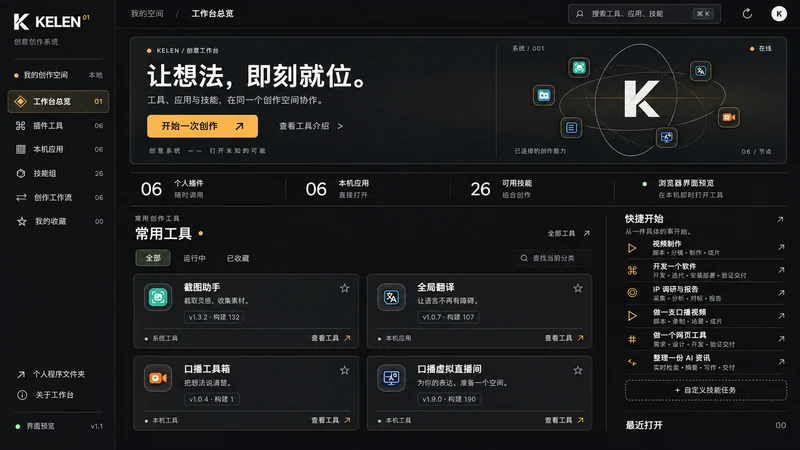 KELEN 01
创意创作系统
我的创作空间 本地
工作台总览 01
插件工具 06
本机应用 06
技能组 26
创作工作流 06
我的收藏 00
个人程序文件夹
关于工作台
界面预览 v1.1
我的空间 / 工作台总览
搜索工具、应用、技能 ⌘ K
K
KELEN / 创意工作台
让想法，即刻就位。
工具、应用与技能，在同一个创作空间协作。
开始一次创作
查看工具介绍 >
创意系统 —— 打开未知的可能
系统 / 001
在线
K
已连接的创作能力
06 / 节点
06 个人插件
随时调用
06 本机应用
直接打开
26 可用技能
组合创作
浏览器界面预览
在本机即时打开工具
常用创作工具
常用工具
全部工具
全部 运行中 已收藏
查找当前分类
截图助手
截取灵感，收集素材。
v1.3.2 · 构建 132
系统工具 查看工具
全局翻译
让语言不再有障碍。
v1.0.7 · 构建 107
本机应用 查看工具
口播工具箱
把想法说清楚。
v1.0.4 · 构建 1
本机工具 查看工具
口播虚拟直播间
为你的表达，准备一个空间。
v1.9.0 · 构建 190
本机工具 查看工具
快捷开始
从一件具体的事开始。
视频制作
脚本 • 分镜 • 制作 • 成片
开发一个软件
开发 • 迭代 • 安装部署 • 验证交付
IP 调研与报告
采集 • 分析 • 对标 • 报告
做一支口播视频
脚本 • 录制 • 场景 • 成片
做一个网页工具
需求 • 设计 • 开发 • 验证交付
整理一份 AI 资讯
实时检索 • 摘要 • 写作 • 交付
+ 自定义技能任务
最近打开 00